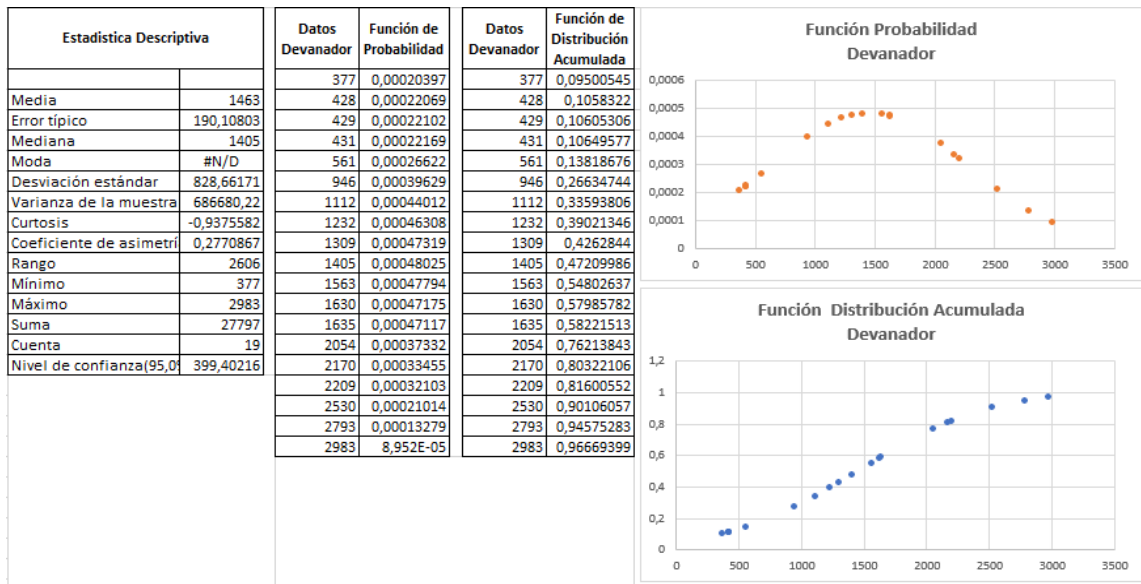 Estadistica Descriptiva
Media 1463
Error típico 190,10803
Mediana 1405
Moda #N/D
Desviación estándar 828,66171
Varianza de la muestra 686680,22
Curtosis -0,9375582
Coeficiente de asimetrí 0,2770867
Rango 2606
Mínimo 377
Máximo 2983
Suma 27797
Cuenta 19
Nivel de confianza(95,0% 399,40216
Datos Devanador Función de Probabilidad
377 0,00020397
428 0,00022069
429 0,00022102
431 0,00022169
561 0,00026622
946 0,00039629
1112 0,00044012
1232 0,00046308
1309 0,00047319
1405 0,00048025
1563 0,00047794
1630 0,00047175
1635 0,00047117
2054 0,00037332
2170 0,00033455
2209 0,00032103
2530 0,00021014
2793 0,00013279
2983 8,952E-05
Datos Devanador Función de Distribución Acumulada
377 0,09500545
428 0,1058322
429 0,10605306
431 0,10649577
561 0,13818676
946 0,26634744
1112 0,33593806
1232 0,39021346
1309 0,4262844
1405 0,47209986
1563 0,54802637
1630 0,57985782
1635 0,58221513
2054 0,76213843
2170 0,80322106
2209 0,81600552
2530 0,90106057
2793 0,94575283
2983 0,96669399
Función Probabilidad
Devanador
0,0006
0,0005
0,0004
0,0003
0,0002
0,0001
0
0 500 1000 1500 2000 2500 3000 3500
Función Distribución Acumulada
Devanador
1,2
1
0,8
0,6
0,4
0,2
0
0 500 1000 1500 2000 2500 3000 3500